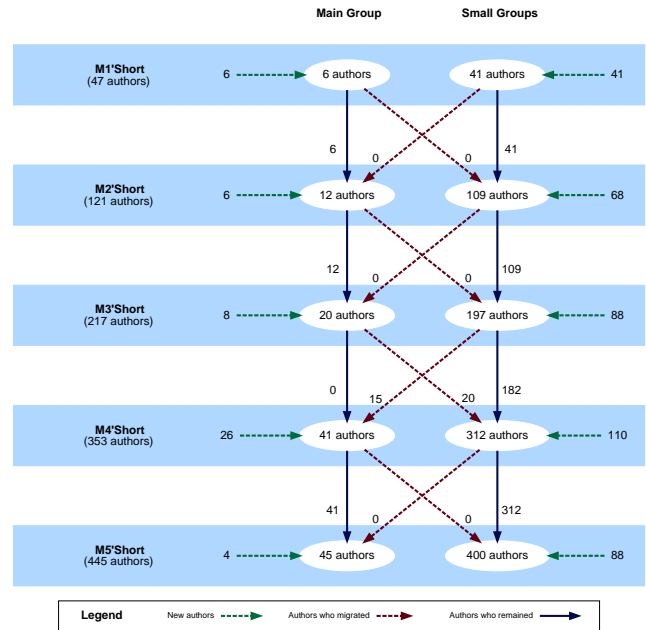 Main Group Small Groups
M1'Short
(47 authors)
6 6 authors 41 authors 41
6 0 0 41
M2'Short
(121 authors)
6 12 authors 109 authors 68
12 0 0 109
M3'Short
(217 authors)
8 20 authors 197 authors 88
0 15 20 182
M4'Short
(353 authors)
26 41 authors 312 authors 110
41 0 0 312
M5'Short
(445 authors)
4 45 authors 400 authors 88
Legend New authors Authors who migrated Authors who remained